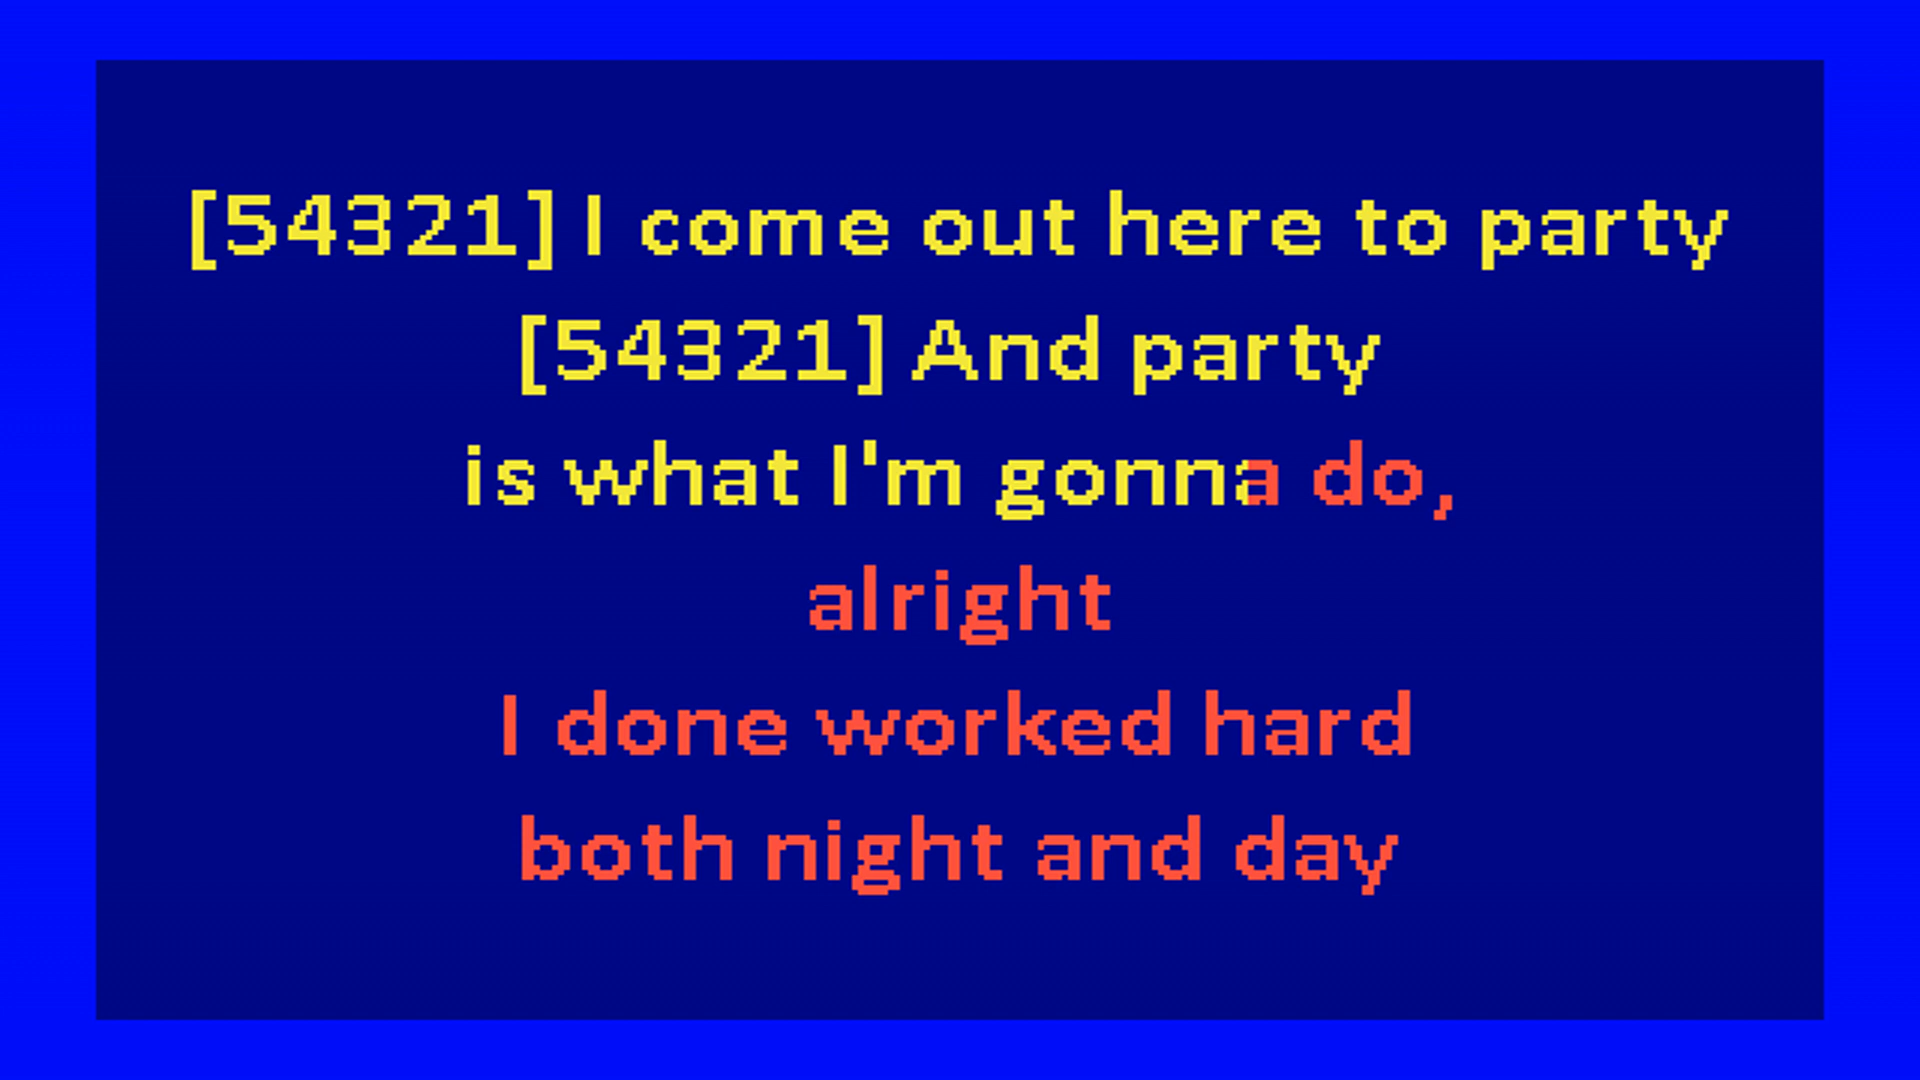 [54321] I come out here to party
[54321] And party
is what I'm gonna do,
alright
I done worked hard
both night and day